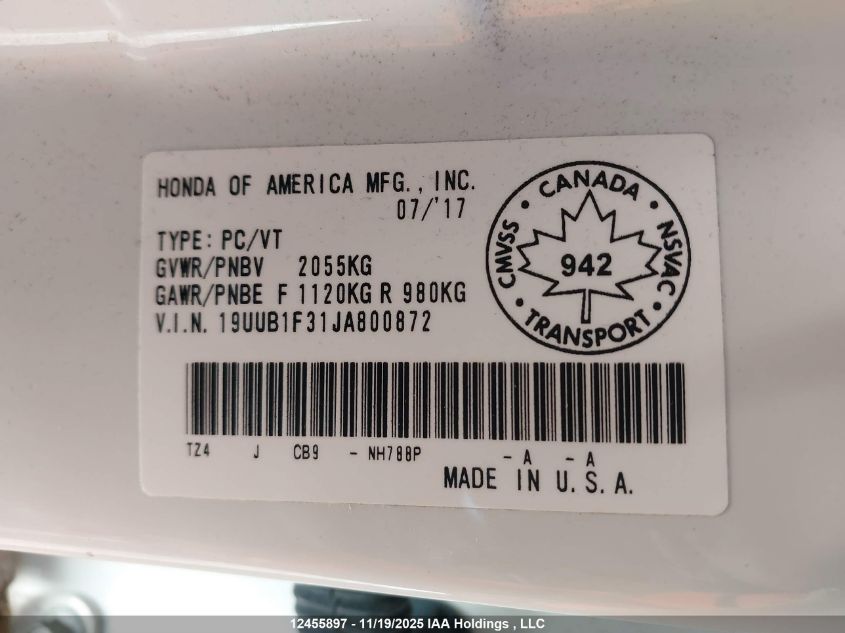 HONDA OF AMERICA MFG., INC.
07/'17
TYPE: PC/VT
GVWR/PNBV 2055KG
GAWR/PNBE F 1120KG R 980KG
V.I.N. 19UUB1F31JA800872
CANADA
CMVSS
NSVAC
942
TRANSPORT
TZ4 J CB9 - NH788P - A - A
MADE IN U.S.A.
12455897 - 11/19/2025 IAA Holdings , LLC